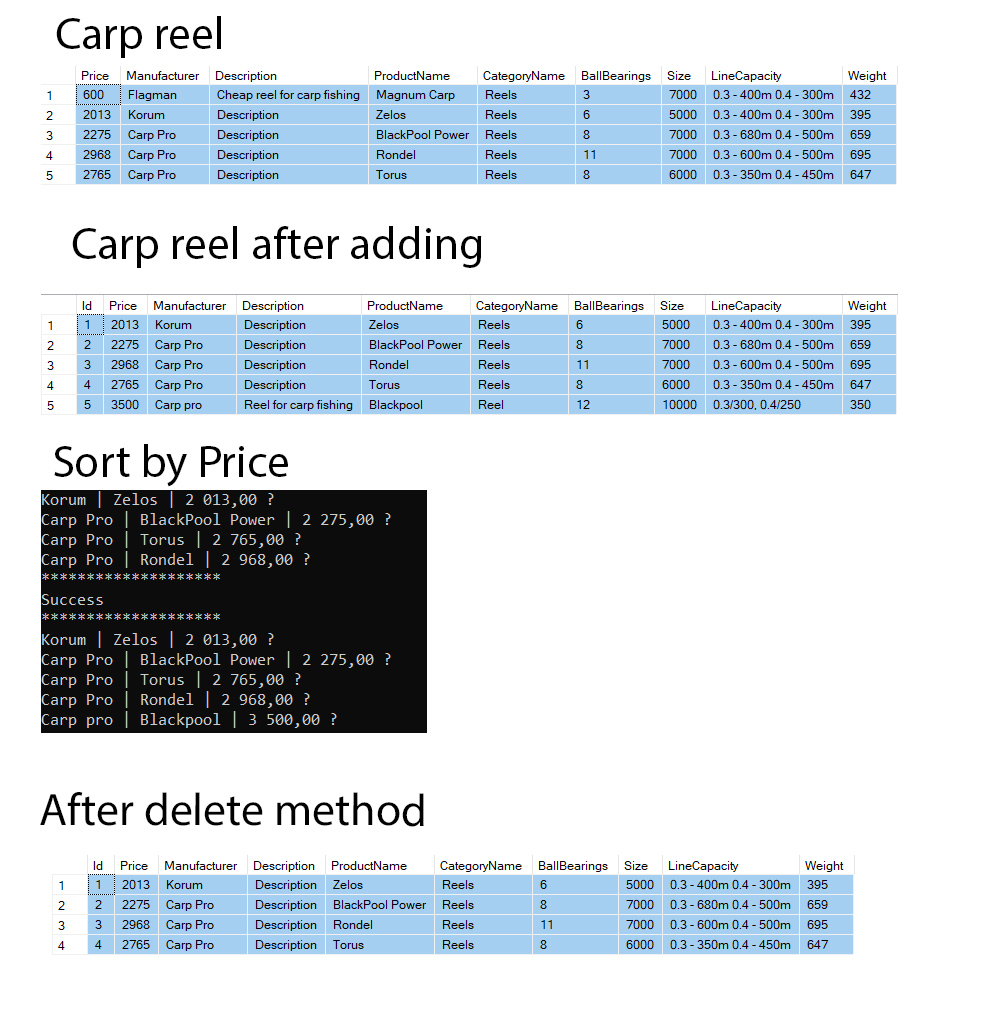 Carp reel
Price Manufacturer Description ProductName CategoryName BallBearings Size LineCapacity Weight
1 600 Flagman Cheap reel for carp fishing Magnum Carp Reels 3 7000 0.3 - 400m 0.4 - 300m 432
2 2013 Korum Description Zelos Reels 6 5000 0.3 - 400m 0.4 - 300m 395
3 2275 Carp Pro Description BlackPool Power Reels 8 7000 0.3 - 680m 0.4 - 500m 659
4 2968 Carp Pro Description Rondel Reels 11 7000 0.3 - 600m 0.4 - 500m 695
5 2765 Carp Pro Description Torus Reels 8 6000 0.3 - 350m 0.4 - 450m 647
Carp reel after adding
Id Price Manufacturer Description ProductName CategoryName BallBearings Size LineCapacity Weight
1 1 2013 Korum Description Zelos Reels 6 5000 0.3 - 400m 0.4 - 300m 395
2 2 2275 Carp Pro Description BlackPool Power Reels 8 7000 0.3 - 680m 0.4 - 500m 659
3 3 2968 Carp Pro Description Rondel Reels 11 7000 0.3 - 600m 0.4 - 500m 695
4 4 2765 Carp Pro Description Torus Reels 8 6000 0.3 - 350m 0.4 - 450m 647
5 5 3500 Carp pro Reel for carp fishing Blackpool Reel 12 10000 0.3/300, 0.4/250 350
Sort by Price
Korum | Zelos | 2 013,00 ?
Carp Pro | BlackPool Power | 2 275,00 ?
Carp Pro | Torus | 2 765,00 ?
Carp Pro | Rondel | 2 968,00 ?
********************
Success
********************
Korum | Zelos | 2 013,00 ?
Carp Pro | BlackPool Power | 2 275,00 ?
Carp Pro | Torus | 2 765,00 ?
Carp Pro | Rondel | 2 968,00 ?
Carp pro | Blackpool | 3 500,00 ?
After delete method
Id Price Manufacturer Description ProductName CategoryName BallBearings Size LineCapacity Weight
1 1 2013 Korum Description Zelos Reels 6 5000 0.3 - 400m 0.4 - 300m 395
2 2 2275 Carp Pro Description BlackPool Power Reels 8 7000 0.3 - 680m 0.4 - 500m 659
3 3 2968 Carp Pro Description Rondel Reels 11 7000 0.3 - 600m 0.4 - 500m 695
4 4 2765 Carp Pro Description Torus Reels 8 6000 0.3 - 350m 0.4 - 450m 647